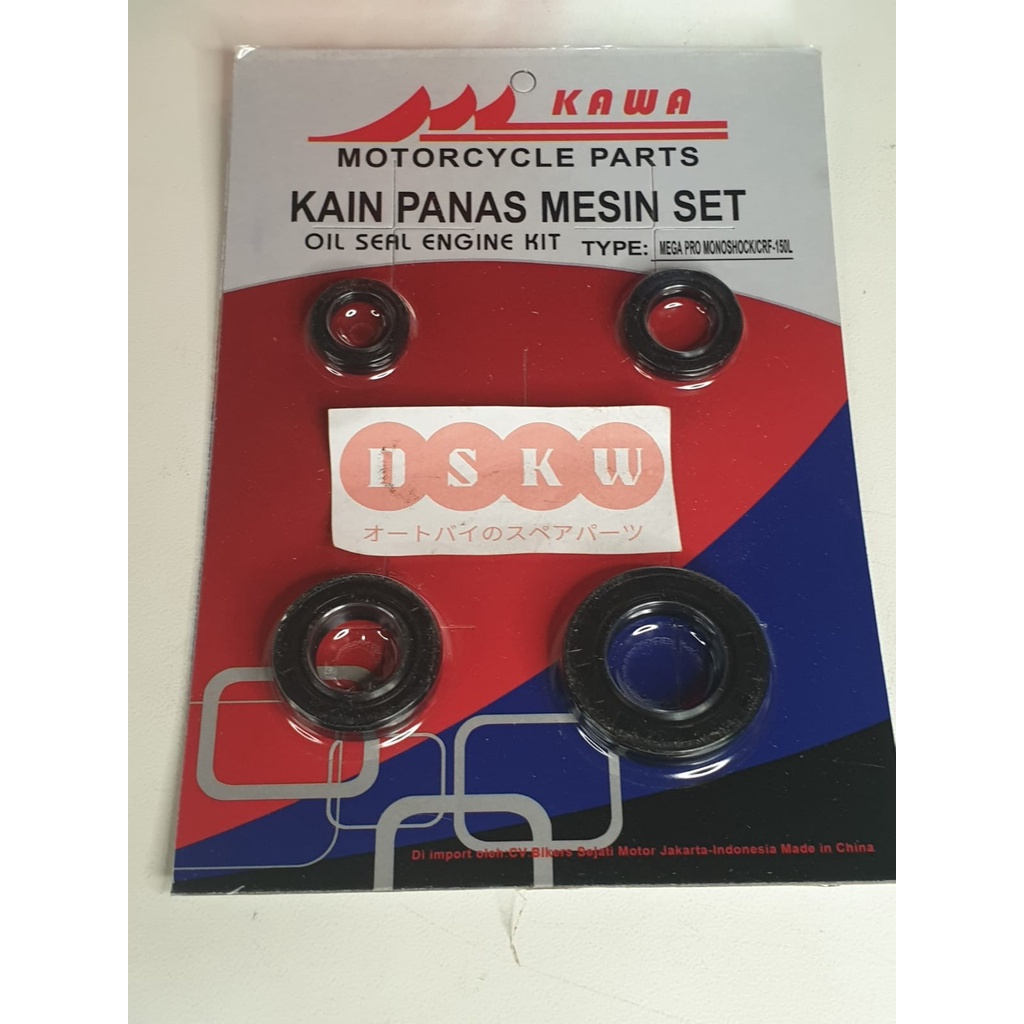 KAWA
MOTORCYCLE PARTS
KAIN PANAS MESIN SET
OIL SEAL ENGINE KIT TYPE: MEGA PRO MONOSHOCK/CRF-150L
DSKW
オートバイのスペアパーツ
Di import oleh:CV.Bikers Sejati Motor Jakarta-Indonesia Made in China